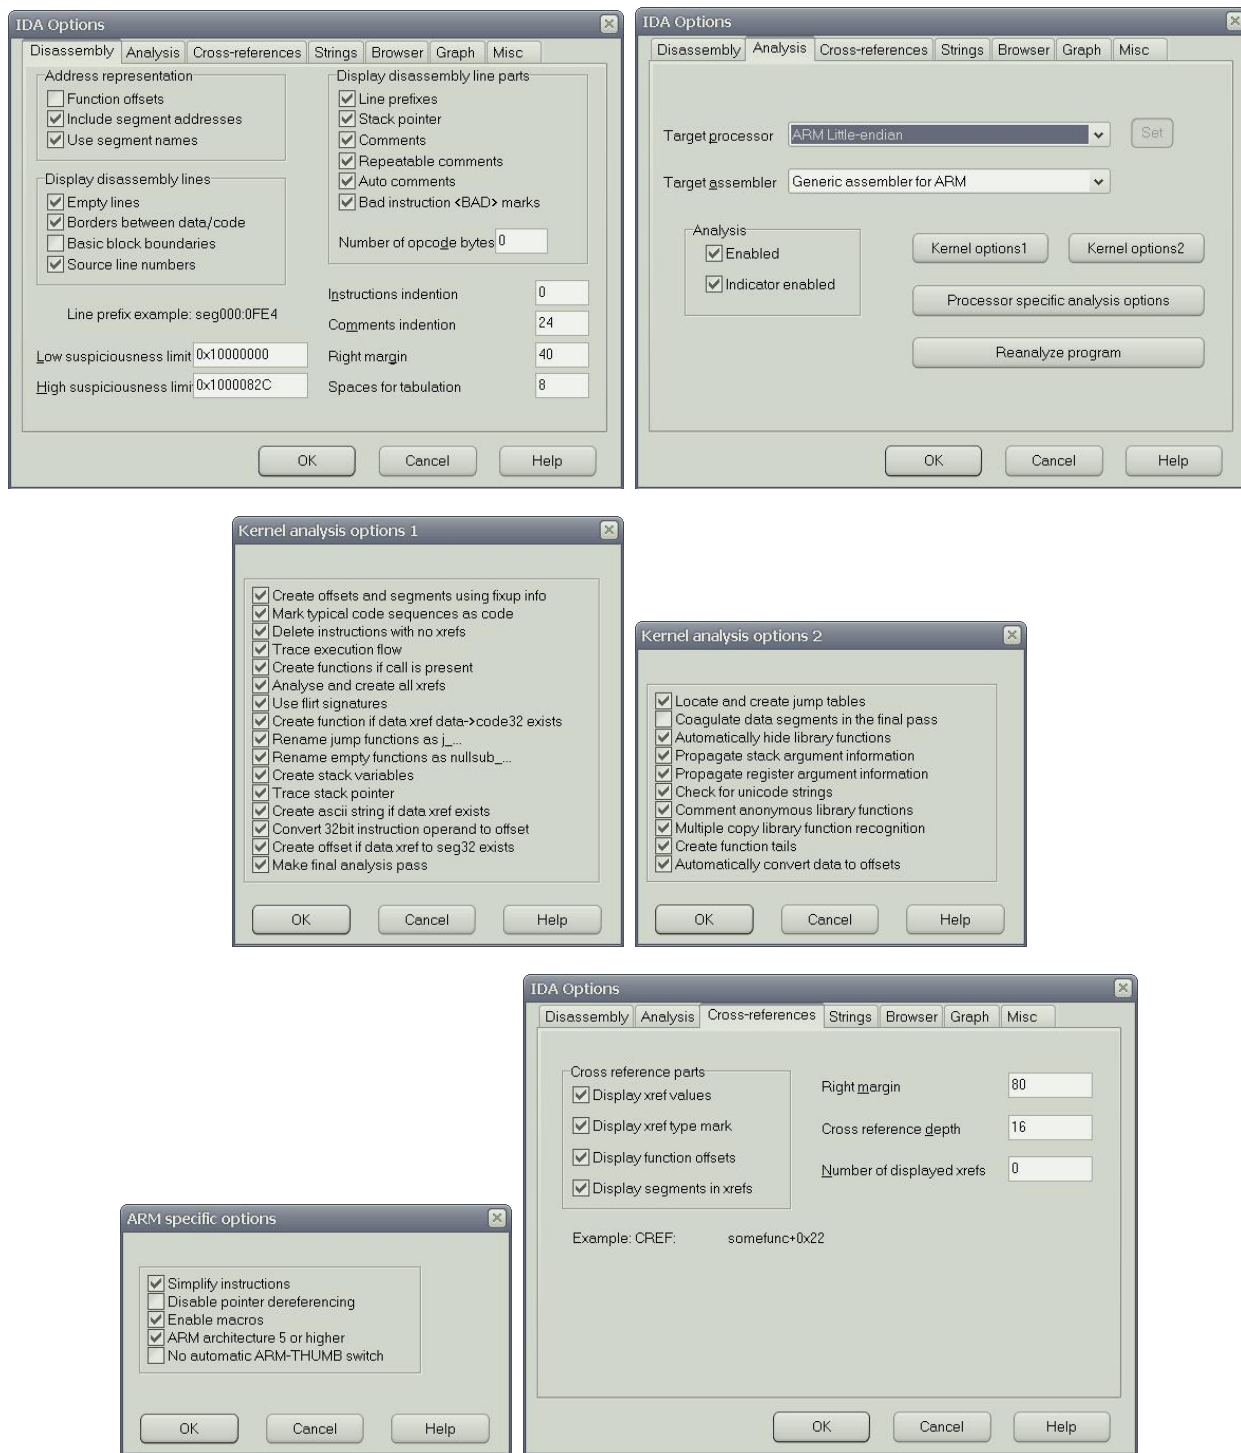 IDA Options
Disassembly Analysis Cross-references Strings Browser Graph Misc
Address representation
Function offsets
Include segment addresses
Use segment names
Display disassembly lines
Empty lines
Borders between data/code
Basic block boundaries
Source line numbers
Line prefix example: seg000:0FE4
Low suspiciousness limit 0x10000000
High suspiciousness limi 0x1000082C
Display disassembly line parts
Line prefixes
Stack pointer
Comments
Repeatable comments
Auto comments
Bad instruction <BAD> marks
Number of opcode bytes 0
Instructions indention 0
Comments indention 24
Right margin 40
Spaces for tabulation 8
OK Cancel Help
IDA Options
Disassembly Analysis Cross-references Strings Browser Graph Misc
Target processor ARM Little-endian Set
Target assembler Generic assembler for ARM
Analysis
Enabled
Indicator enabled
Kernel options1 Kernel options2
Processor specific analysis options
Reanalyze program
OK Cancel Help
Kernel analysis options 1
Create offsets and segments using fixup info
Mark typical code sequences as code
Delete instructions with no xrefs
Trace execution flow
Create functions if call is present
Analyse and create all xrefs
Use flirt signatures
Create function if data xref data->code32 exists
Rename jump functions as j_...
Rename empty functions as nullsub_...
Create stack variables
Trace stack pointer
Create ascii string if data xref exists
Convert 32bit instruction operand to offset
Create offset if data xref to seg32 exists
Make final analysis pass
OK Cancel Help
Kernel analysis options 2
Locate and create jump tables
Coagulate data segments in the final pass
Automatically hide library functions
Propagate stack argument information
Propagate register argument information
Check for unicode strings
Comment anonymous library functions
Multiple copy library function recognition
Create function tails
Automatically convert data to offsets
OK Cancel Help
ARM specific options
Simplify instructions
Disable pointer dereferencing
Enable macros
ARM architecture 5 or higher
No automatic ARM-THUMB switch
OK Cancel Help
IDA Options
Disassembly Analysis Cross-references Strings Browser Graph Misc
Cross reference parts
Display xref values
Display xref type mark
Display function offsets
Display segments in xrefs
Right margin 80
Cross reference depth 16
Number of displayed xrefs 0
Example: CREF: somefunc+0x22
OK Cancel Help